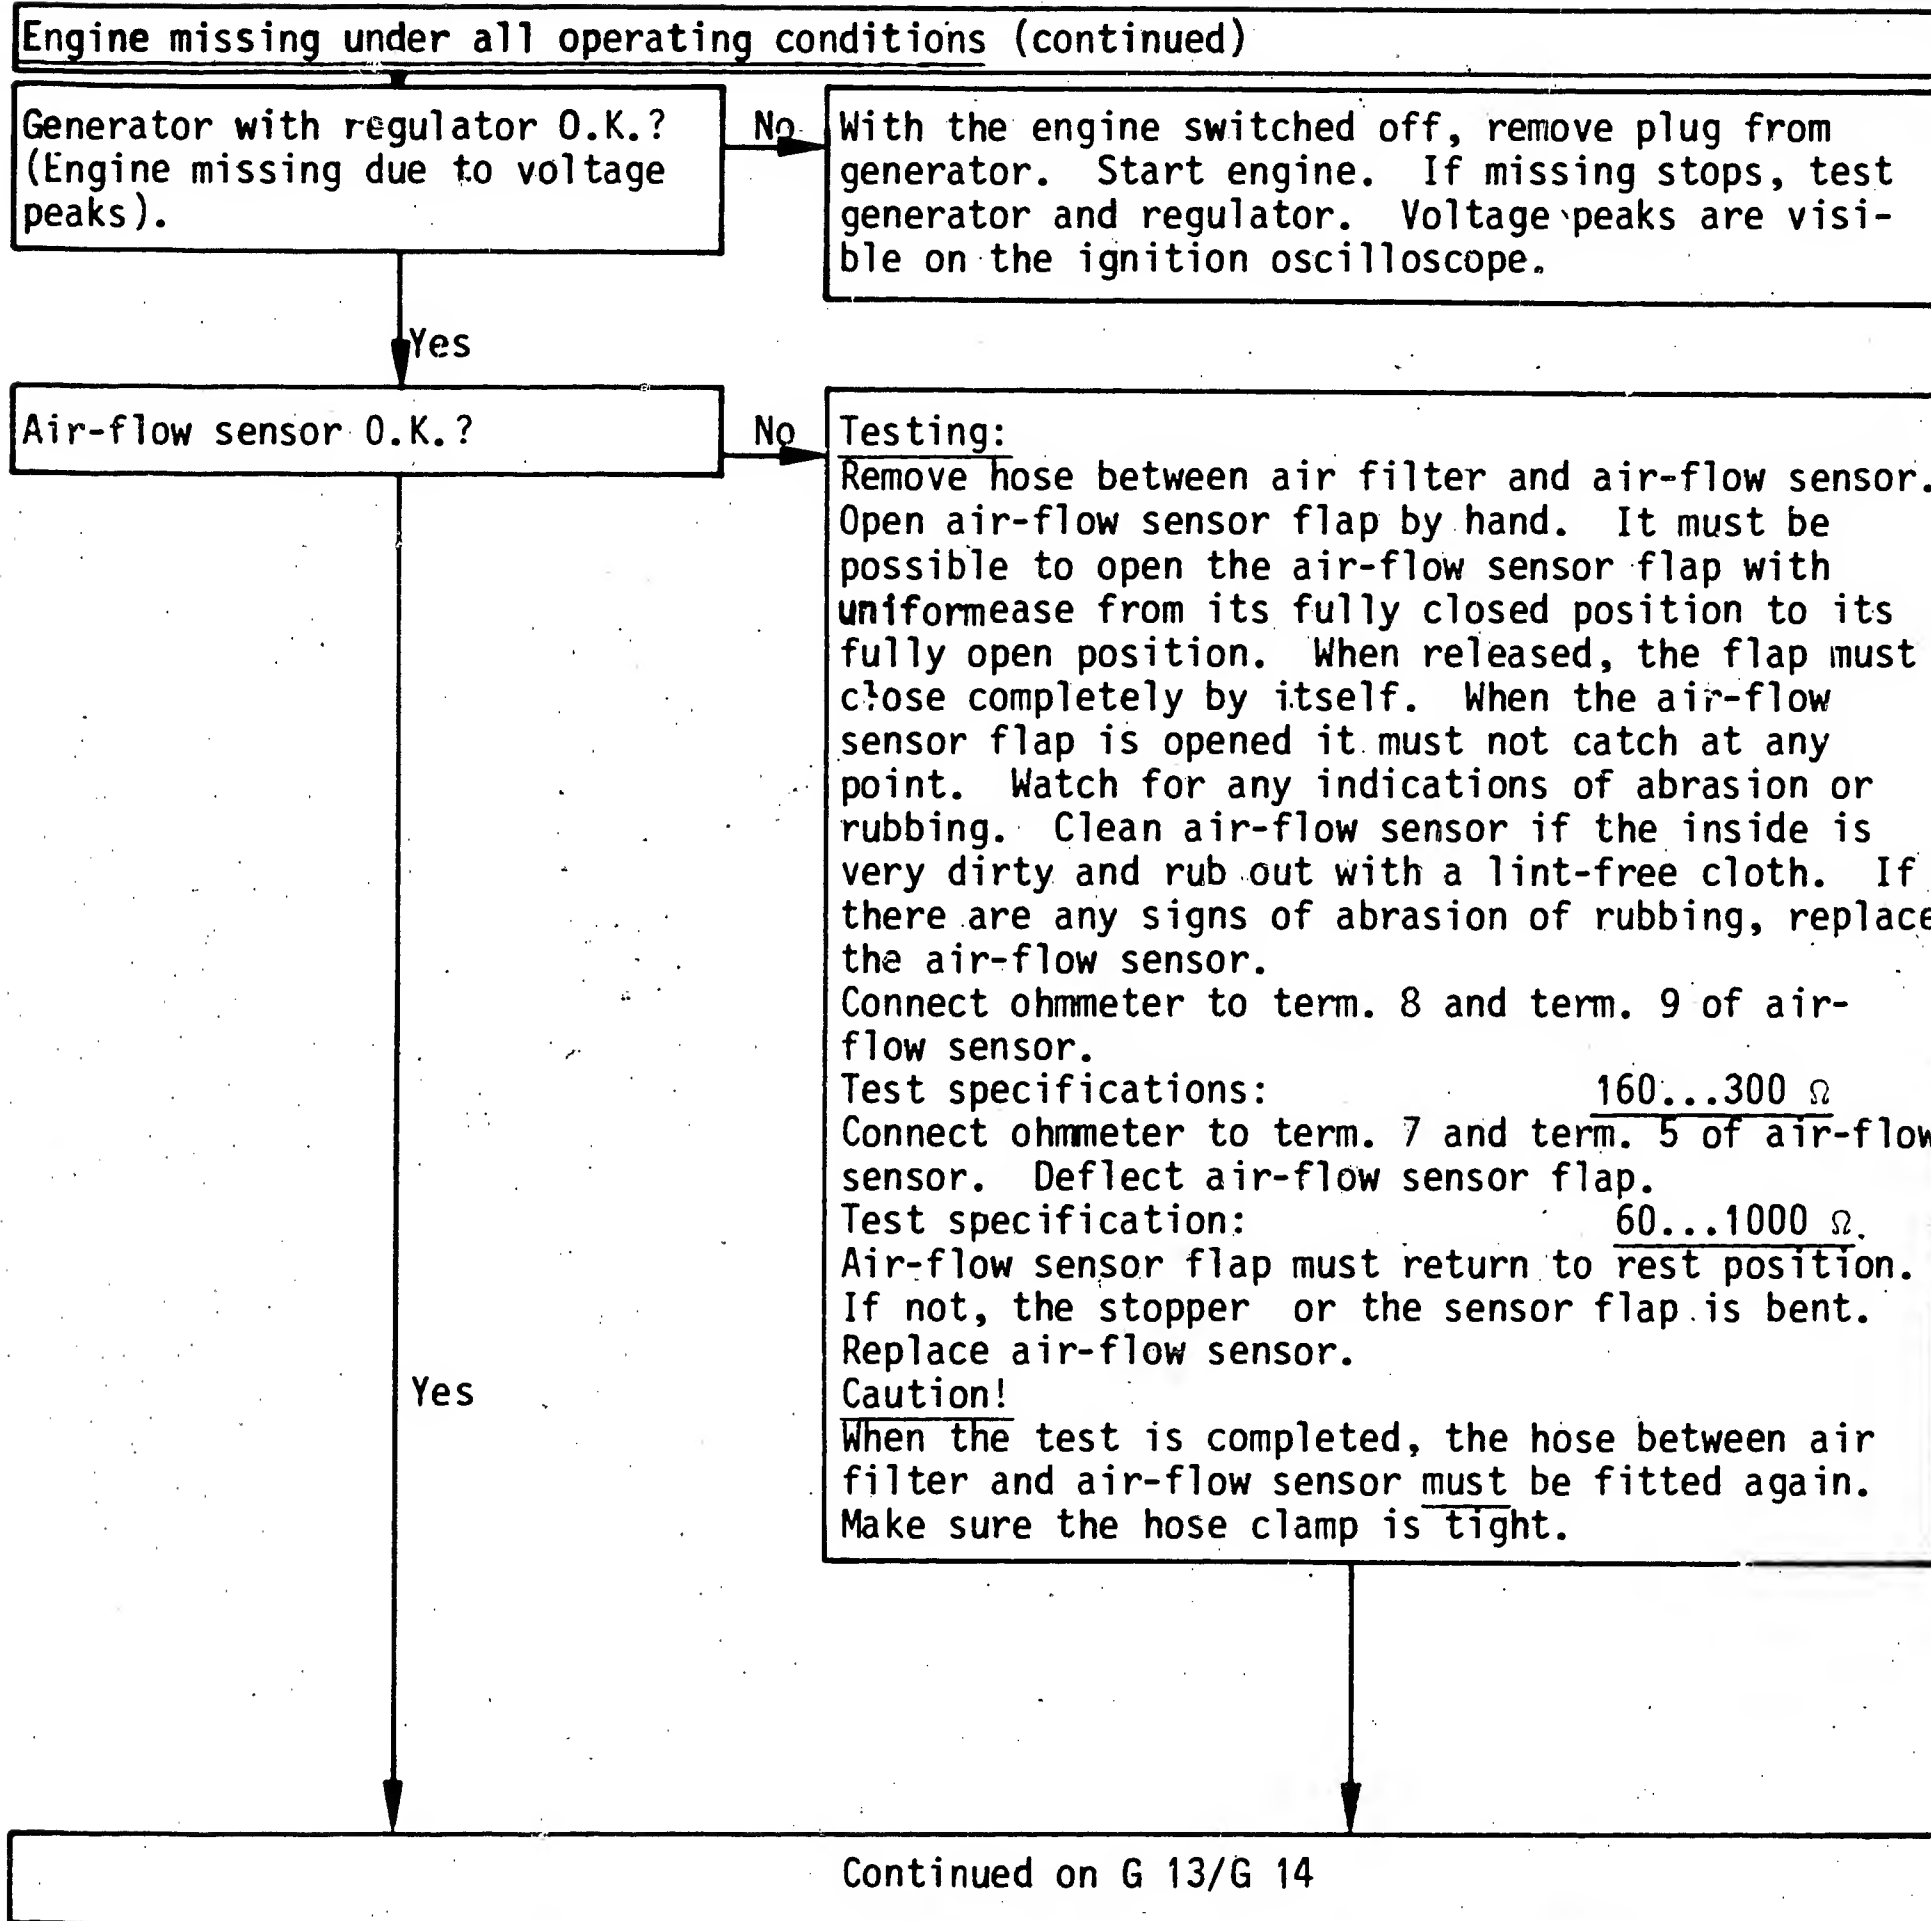 Engine missing under all operating conditions (continued)
Generator with regulator O.K.?
(Engine missing due to voltage
peaks).
No
With the engine switched off, remove plug from
generator. Start engine. If missing stops, test
generator and regulator. Voltage peaks are visi-
ble on the ignition oscilloscope.
Yes
Air-flow sensor O.K.?
No
Testing:
Remove hose between air filter and air-flow sensor.
Open air-flow sensor flap by hand. It must be
possible to open the air-flow sensor flap with
uniformease from its fully closed position to its
fully open position. When released, the flap must
close completely by itself. When the air-flow
sensor flap is opened it must not catch at any
point. Watch for any indications of abrasion or
rubbing. Clean air-flow sensor if the inside is
very dirty and rub out with a lint-free cloth. If
there are any signs of abrasion of rubbing, replace
the air-flow sensor.
Connect ohmmeter to term. 8 and term. 9 of air-
flow sensor.
Test specifications: 160...300 Ω
Connect ohmmeter to term. 7 and term. 5 of air-flow
sensor. Deflect air-flow sensor flap.
Test specification: 60...1000 Ω.
Air-flow sensor flap must return to rest position.
If not, the stopper or the sensor flap is bent.
Replace air-flow sensor.
Caution!
When the test is completed, the hose between air
filter and air-flow sensor must be fitted again.
Make sure the hose clamp is tight.
Yes
Continued on G 13/G 14